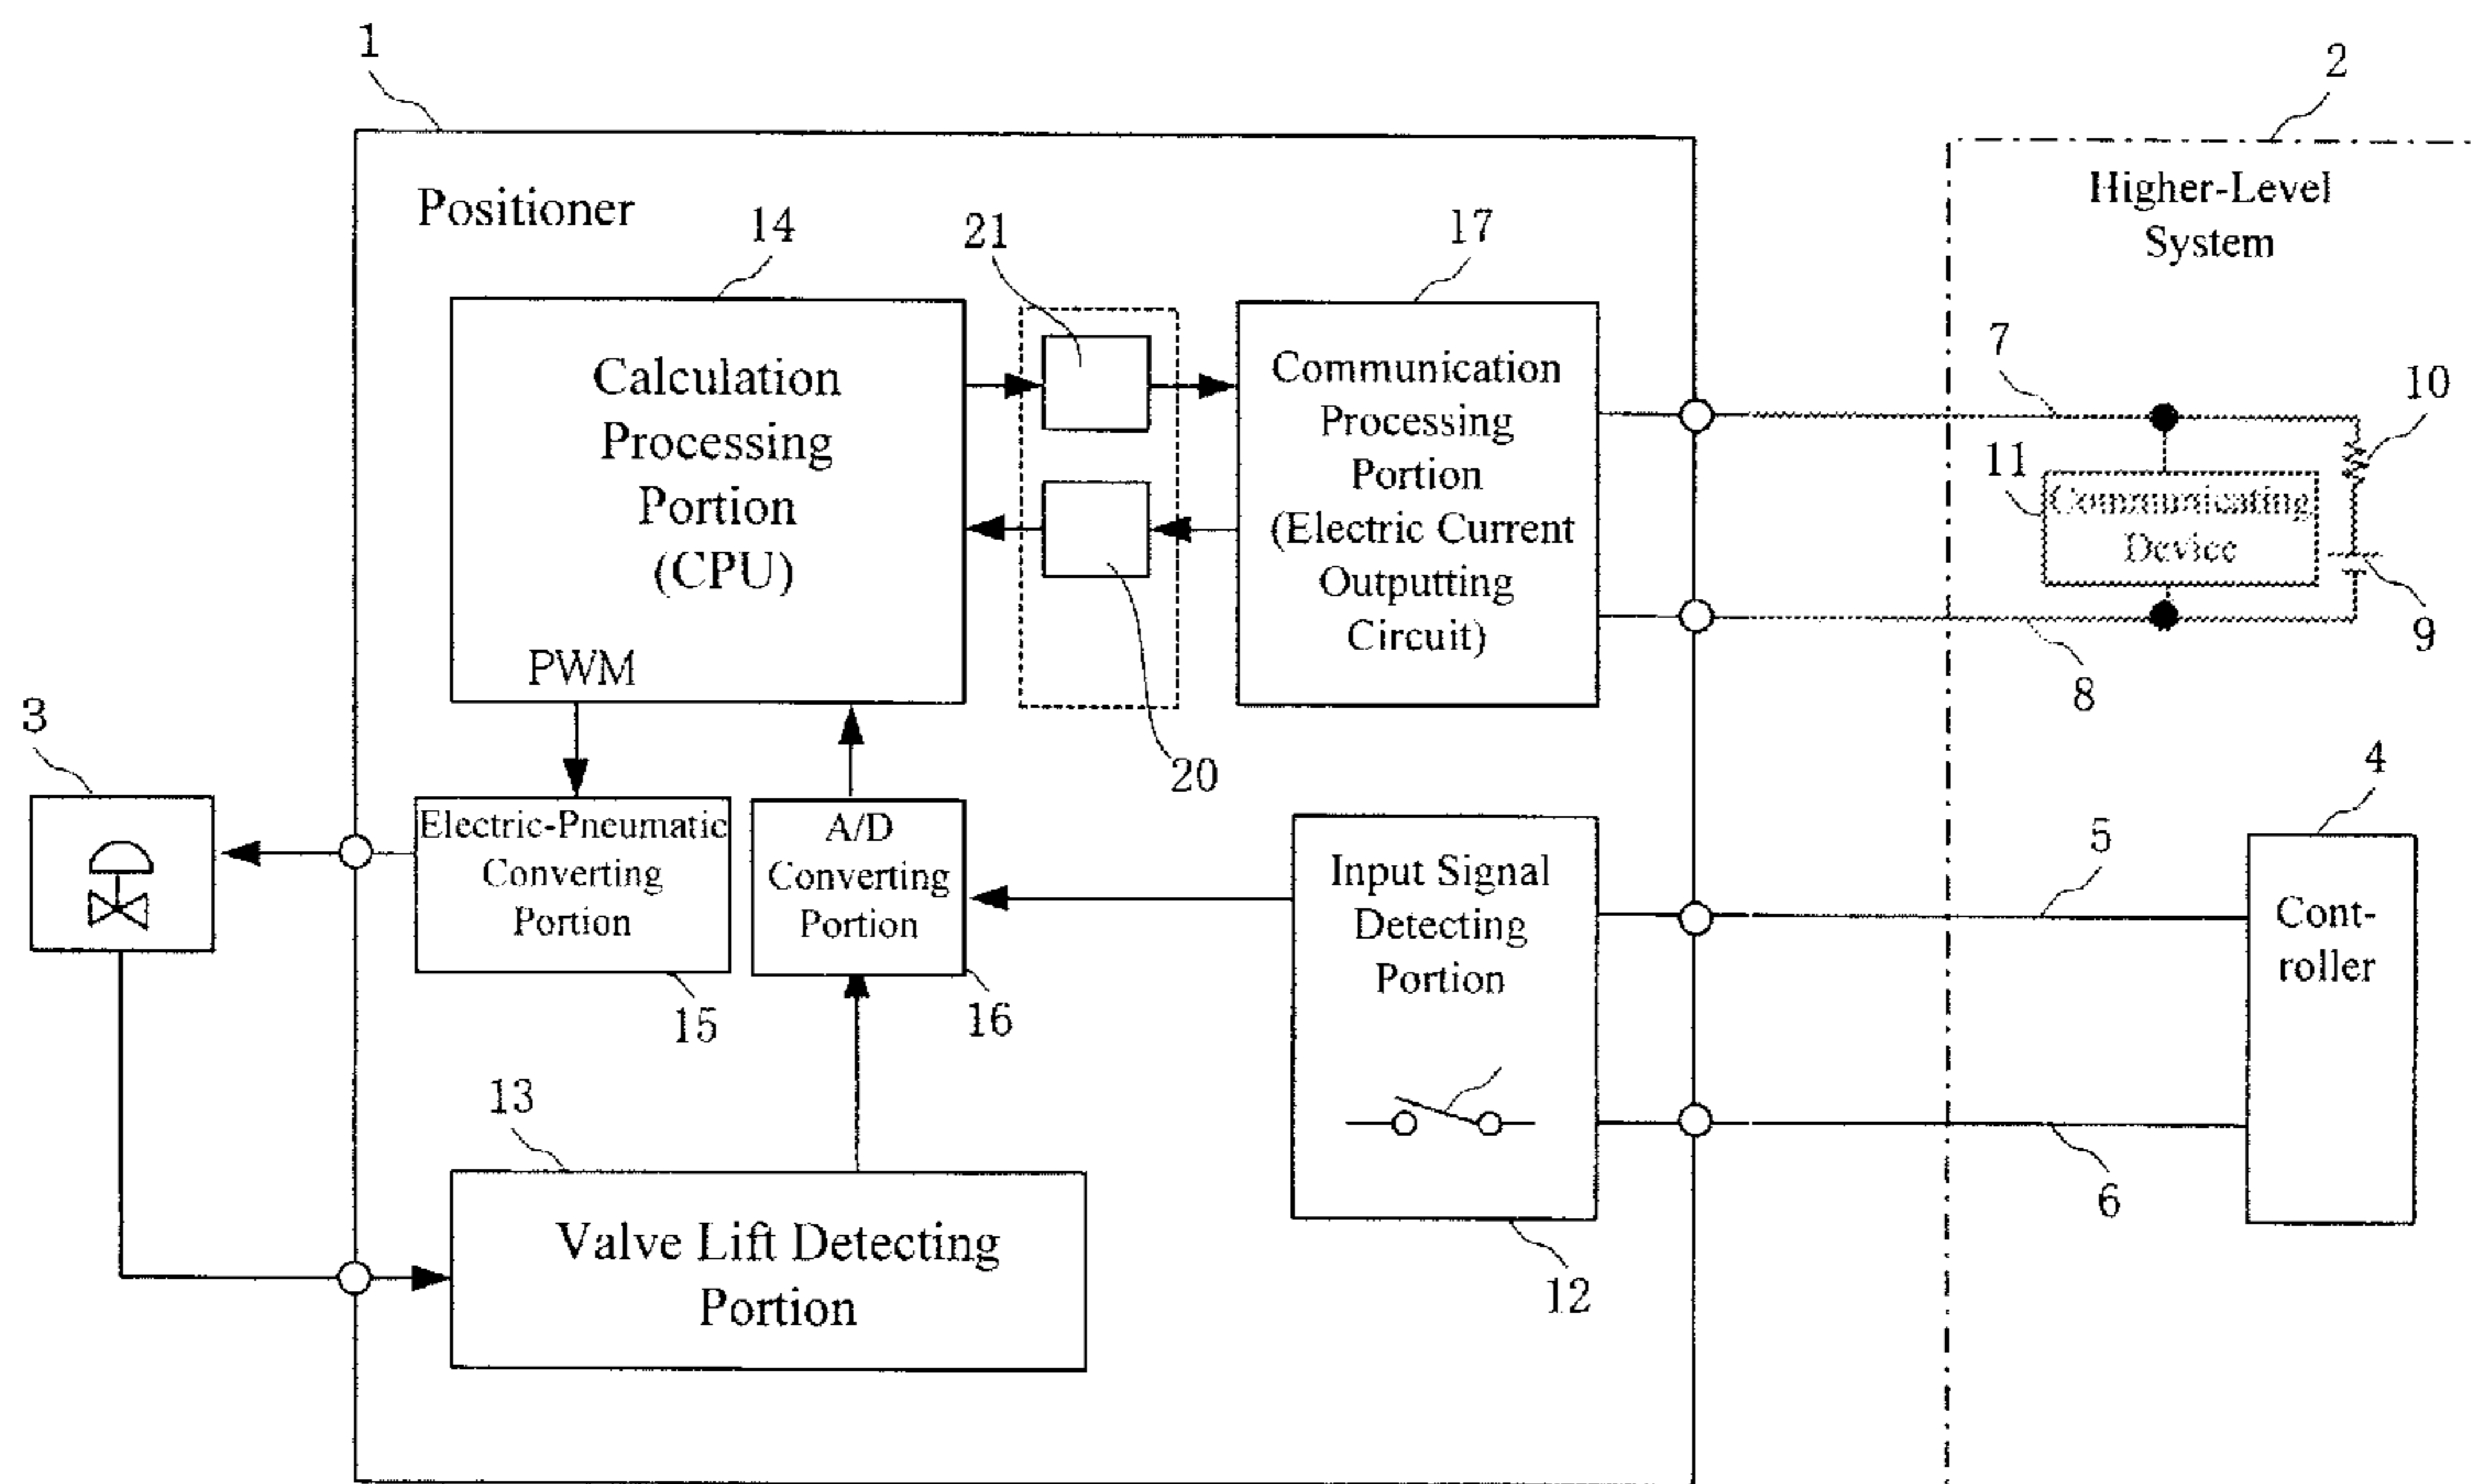 1
2
Positioner
Higher-Level
System
14
21
17
Calculation
Processing
Portion
(CPU)
PWM
Communication
Processing
Portion
(Electric Current
Outputting
Circuit)
7
10
11
Communicating
Device
9
8
20
3
4
Electric-Pneumatic
Converting
Portion
15
A/D
Converting
Portion
16
Input Signal
Detecting
Portion
12
5
6
Cont-
roller
13
Valve Lift Detecting
Portion